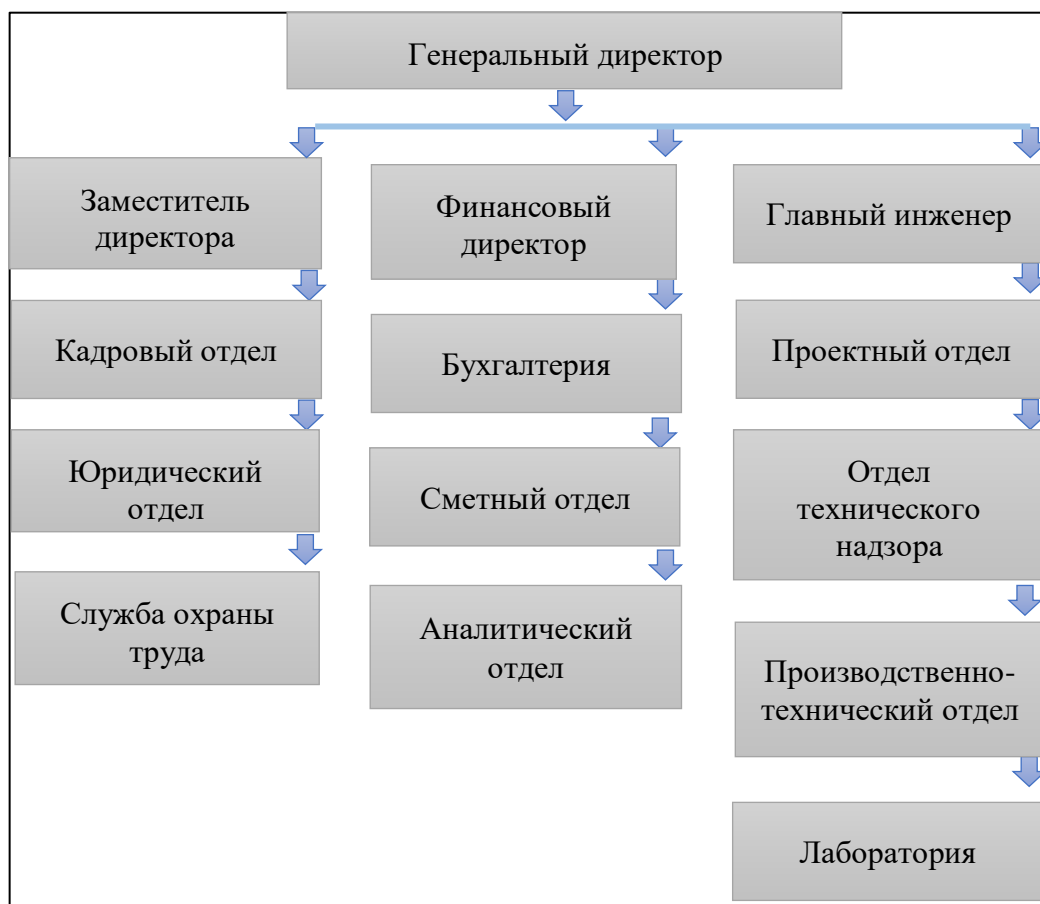 Генеральный директор
Заместитель
директора
Кадровый отдел
Юридический
отдел
Служба охраны
труда
Финансовый
директор
Бухгалтерия
Сметный отдел
Аналитический
отдел
Главный инженер
Проектный отдел
Отдел
технического
надзора
Производственно-
технический отдел
Лаборатория